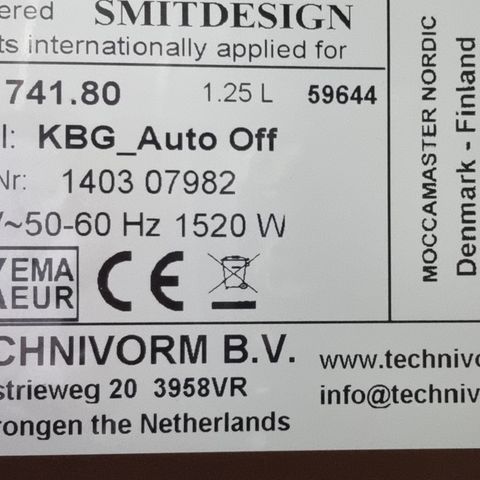 ered SMITDESIGN
ts internationally applied for
741.80 1.25 L 59644
l: KBG_Auto Off
Nr: 1403 07982
/~50-60 Hz 1520 W
KEMA
KEUR
CE
CHNIVORM B.V.
strieweg 20 3958VR
rongen the Netherlands
www.technivo
info@techniv
MOCCAMASTER NORDIC
Denmark - Finland